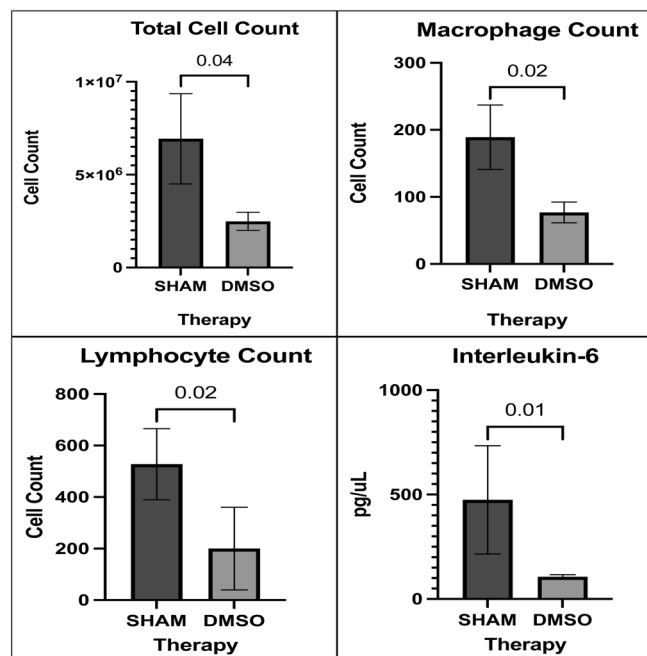 Total Cell Count
0.04
1×10⁷
5×10⁶
0
Cell Count
SHAM DMSO
Therapy
Macrophage Count
0.02
300
200
100
0
Cell Count
SHAM DMSO
Therapy
Lymphocyte Count
0.02
800
600
400
200
0
Cell Count
SHAM DMSO
Therapy
Interleukin-6
0.01
1000
500
0
pg/uL
SHAM DMSO
Therapy